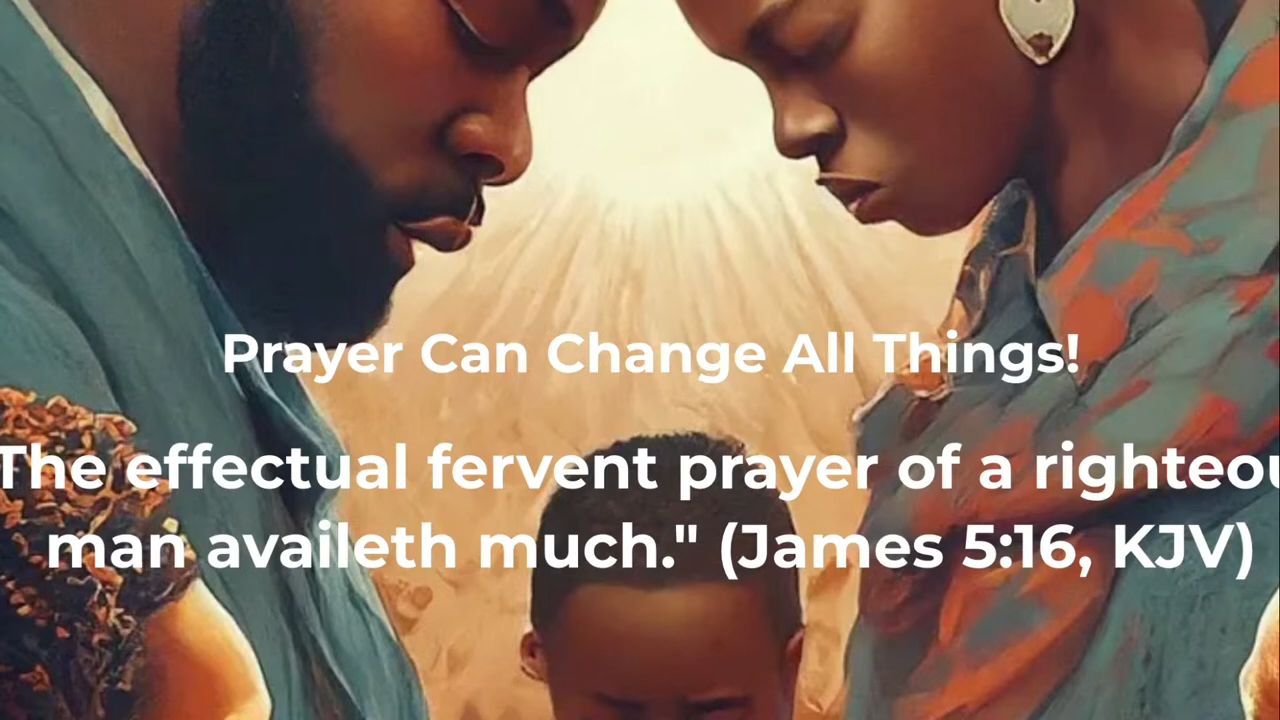 Prayer Can Change All Things!
The effectual fervent prayer of a righteou
man availeth much." (James 5:16, KJV)